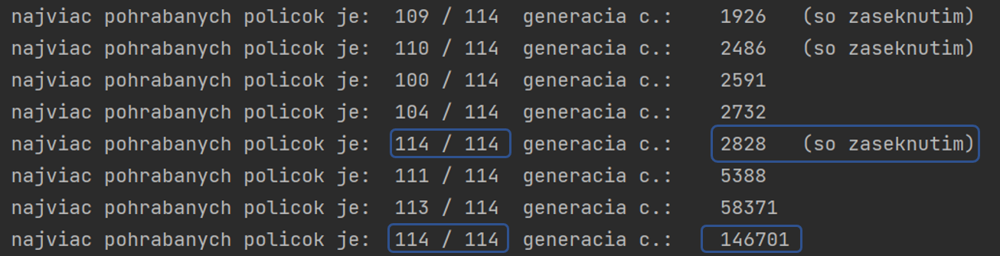 najviac pohrabanych policok je: 109 / 114 generacia c.: 1926 (so zaseknutim)
najviac pohrabanych policok je: 110 / 114 generacia c.: 2486 (so zaseknutim)
najviac pohrabanych policok je: 100 / 114 generacia c.: 2591
najviac pohrabanych policok je: 104 / 114 generacia c.: 2732
najviac pohrabanych policok je: 114 / 114 generacia c.: 2828 (so zaseknutim)
najviac pohrabanych policok je: 111 / 114 generacia c.: 5388
najviac pohrabanych policok je: 113 / 114 generacia c.: 58371
najviac pohrabanych policok je: 114 / 114 generacia c.: 146701